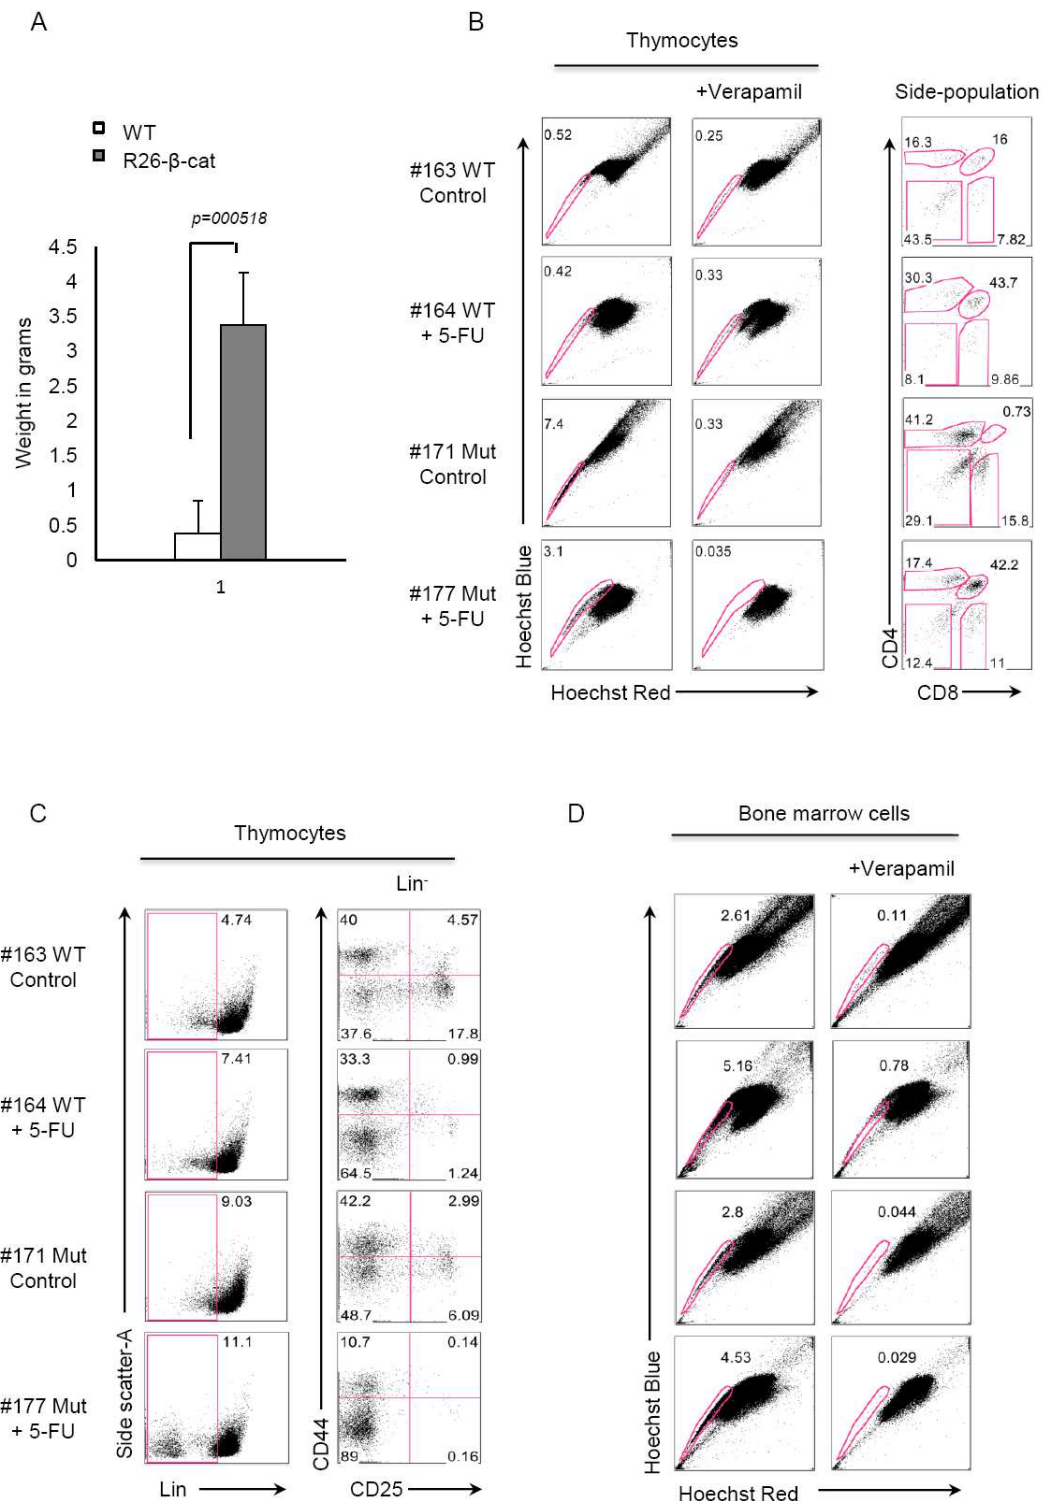 A
WT
R26-β-cat
p=000518
4.5
4
3.5
3
2.5
2
1.5
1
0.5
0
Weight in grams
1
B
Thymocytes
+Verapamil
Side-population
#163 WT
Control
0.52
0.25
16.3
16
43.5
7.82
#164 WT
+ 5-FU
0.42
0.33
30.3
43.7
8.1
9.86
#171 Mut
Control
7.4
0.33
41.2
0.73
29.1
15.8
#177 Mut
+ 5-FU
3.1
0.035
17.4
42.2
12.4
11
Hoechst Blue
Hoechst Red
CD4
CD8
C
Thymocytes
Lin-
#163 WT
Control
4.74
40
4.57
37.6
17.8
#164 WT
+ 5-FU
7.41
33.3
0.99
64.5
1.24
#171 Mut
Control
9.03
42.2
2.99
48.7
6.09
#177 Mut
+ 5-FU
11.1
10.7
0.14
89
0.16
Side scatter-A
Lin
CD44
CD25
D
Bone marrow cells
+Verapamil
2.61
0.11
5.16
0.78
2.8
0.044
4.53
0.029
Hoechst Blue
Hoechst Red